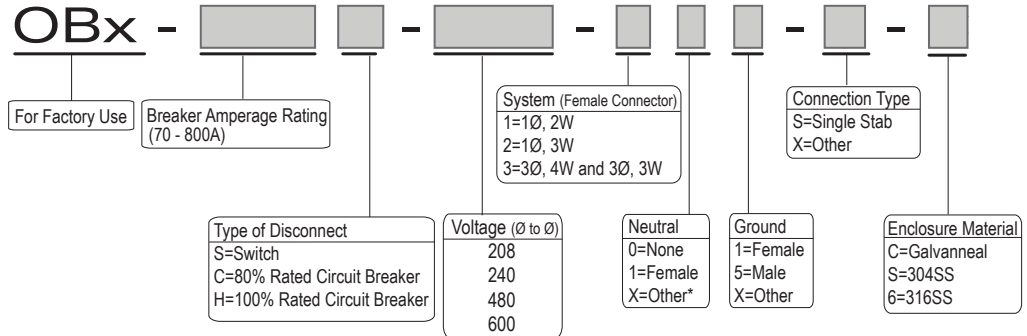 OBx - - - - -
For Factory Use
Breaker Amperage Rating
(70 - 800A)
System (Female Connector)
1=1Ø, 2W
2=1Ø, 3W
3=3Ø, 4W and 3Ø, 3W
Connection Type
S=Single Stab
X=Other
Type of Disconnect
S=Switch
C=80% Rated Circuit Breaker
H=100% Rated Circuit Breaker
Voltage (Ø to Ø)
208
240
480
600
Neutral
0=None
1=Female
X=Other*
Ground
1=Female
5=Male
X=Other
Enclosure Material
C=Galvanneal
S=304SS
6=316SS